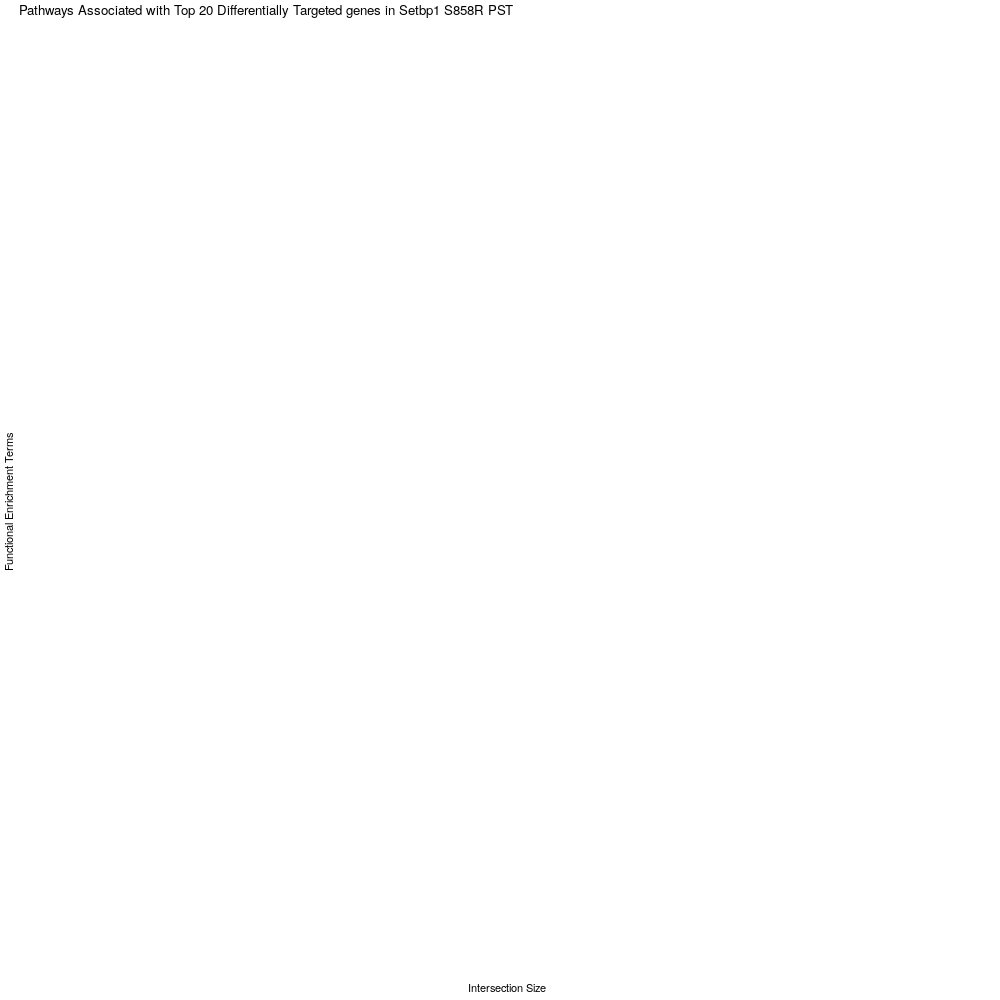 Pathways Associated with Top 20 Differentially Targeted genes in Setbp1 S858R PST
Functional Enrichment Terms
Intersection Size